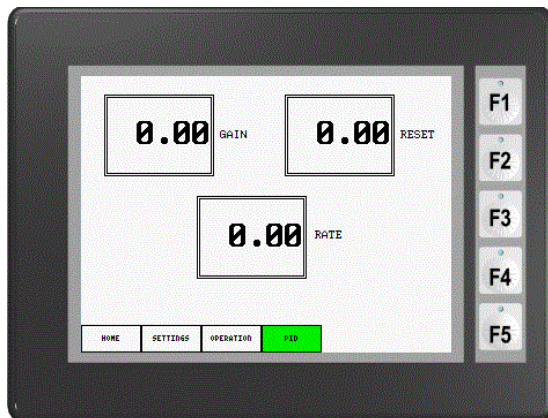 0.00 GAIN
0.00 RESET
0.00 RATE
HOME SETTINGS OPERATION PID
F1
F2
F3
F4
F5